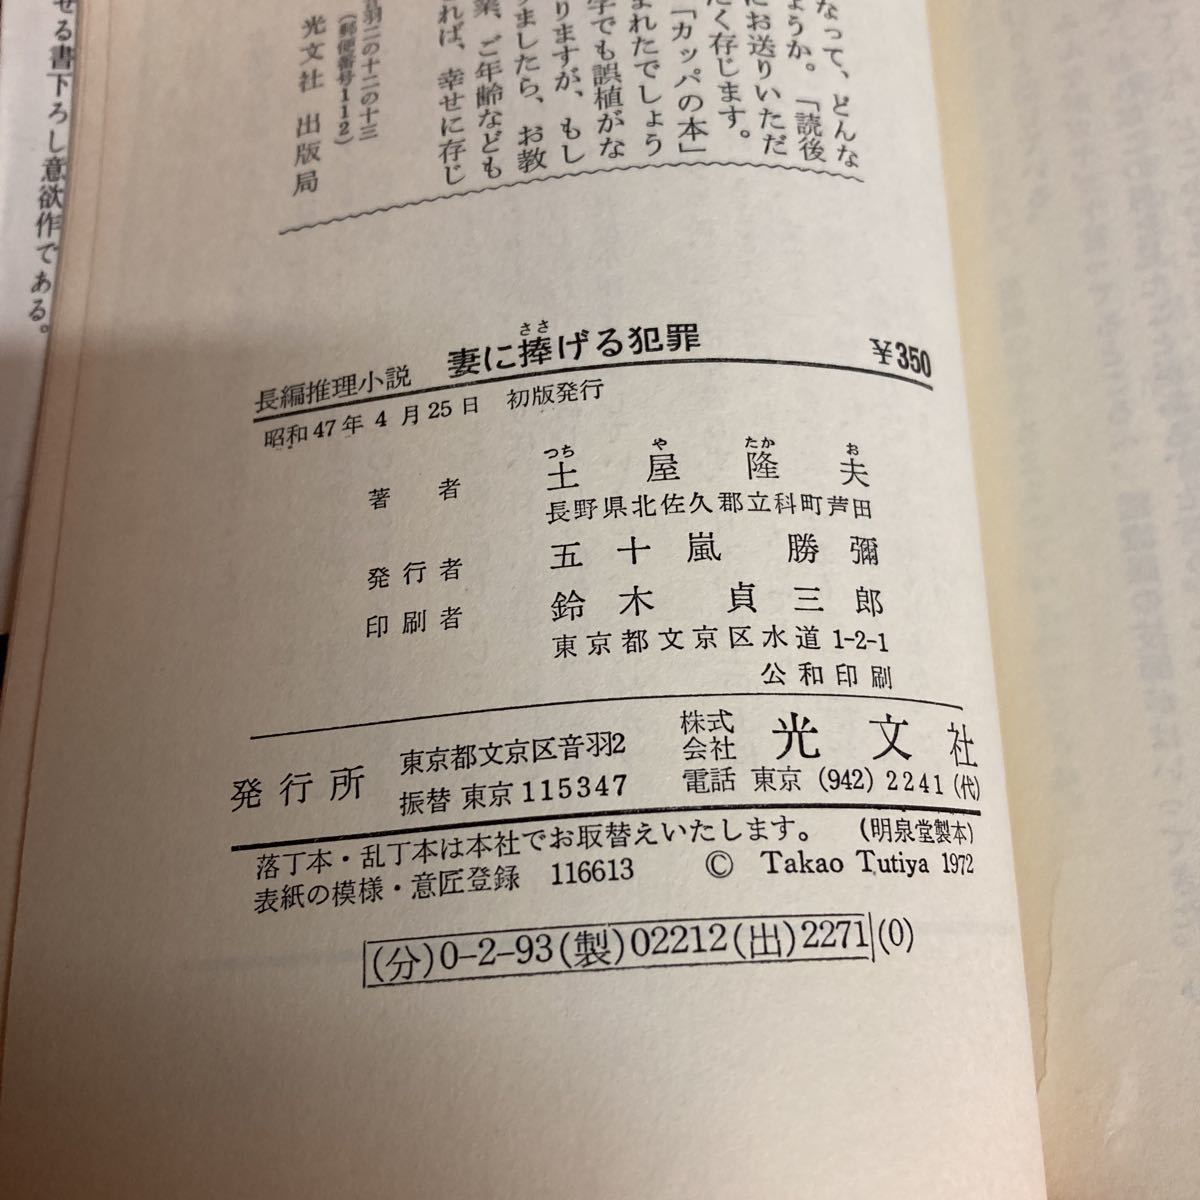 なって、どんな
ょうか。「読後
にお送りいただ
たく存じます。
「カッパの本」
まれたでしょう
字でも誤植がな
りますが、もし
りましたら、お教
業、ご年齢なども
れば、幸せに存じ
羽二の十二の十三
(郵便番号112)
光文社 出版局
せる書下ろし意欲作である。
長編推理小説 妻に捧げる犯罪 ¥350
ささ
昭和47年4月25日 初版発行
つち や たか お
著者 土屋隆夫
長野県北佐久郡立科町芦田
発行者 五十嵐勝彌
印刷者 鈴木貞三郎
東京都文京区水道1-2-1
公和印刷
発行所 東京都文京区音羽2 株式会社 光文社
振替 東京115347 電話 東京 (942) 2241 (代)
落丁本・乱丁本は本社でお取替えいたします。 (明泉堂製本)
表紙の模様・意匠登録 116613 © Takao Tutiya 1972
(分)0-2-93(製)02212(出)2271(0)